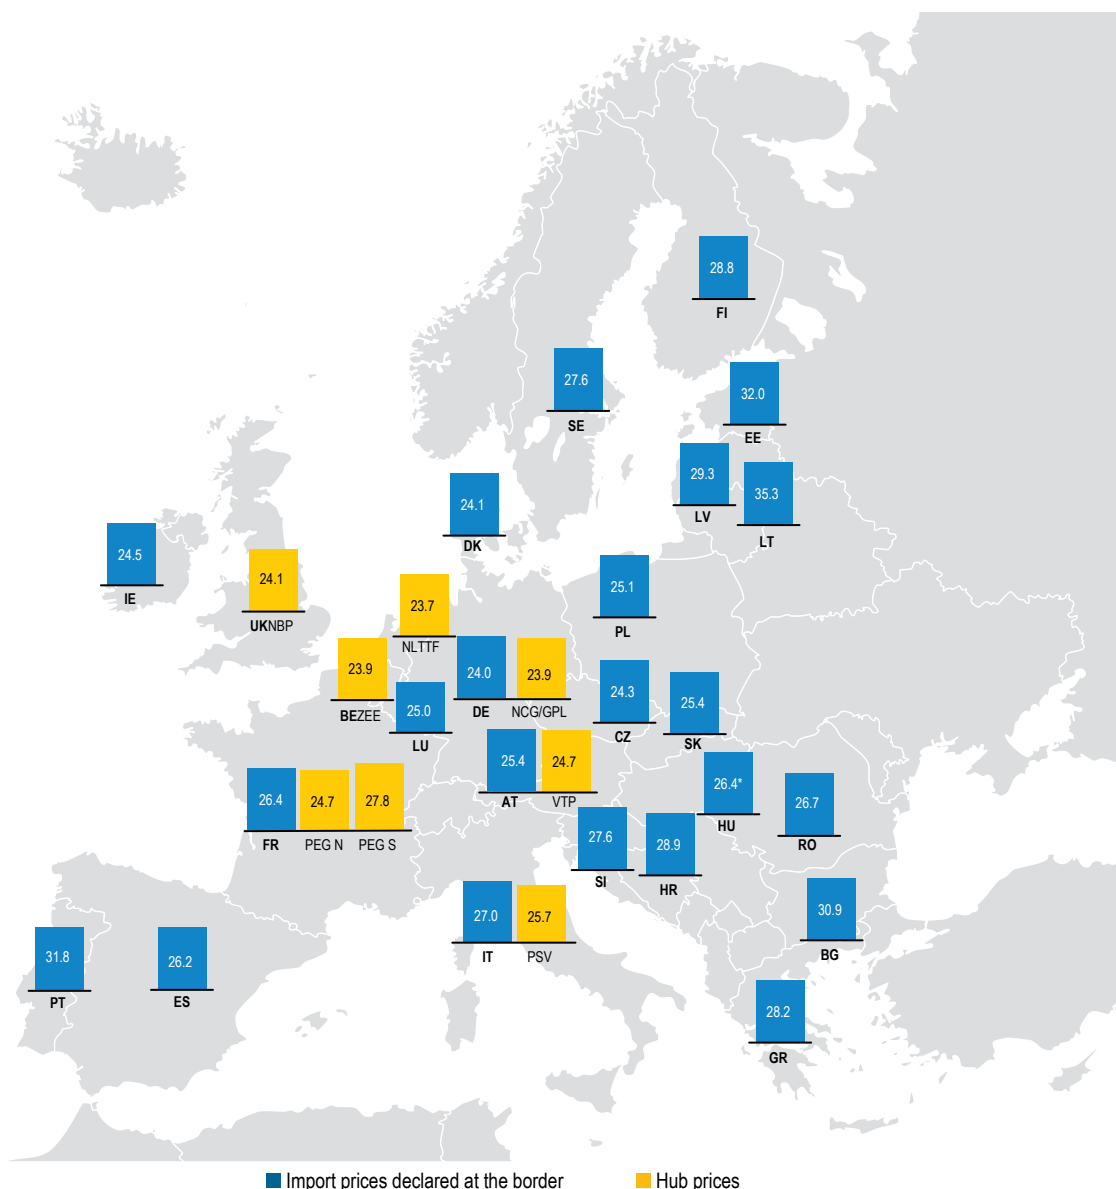 28.8
FI
27.6
SE
32.0
EE
29.3
LV
35.3
LT
24.1
DK
24.5
IE
24.1
UKNBP
25.1
PL
23.7
NLTTF
23.9
BEZEE
24.0
DE
23.9
NCG/GPL
25.0
LU
24.3
CZ
25.4
SK
25.4
AT
24.7
VTP
26.4*
HU
26.7
RO
26.4
FR
24.7
PEG N
27.8
PEG S
27.6
SI
28.9
HR
27.0
IT
25.7
PSV
30.9
BG
31.8
PT
26.2
ES
28.2
GR
Import prices declared at the border
Hub prices